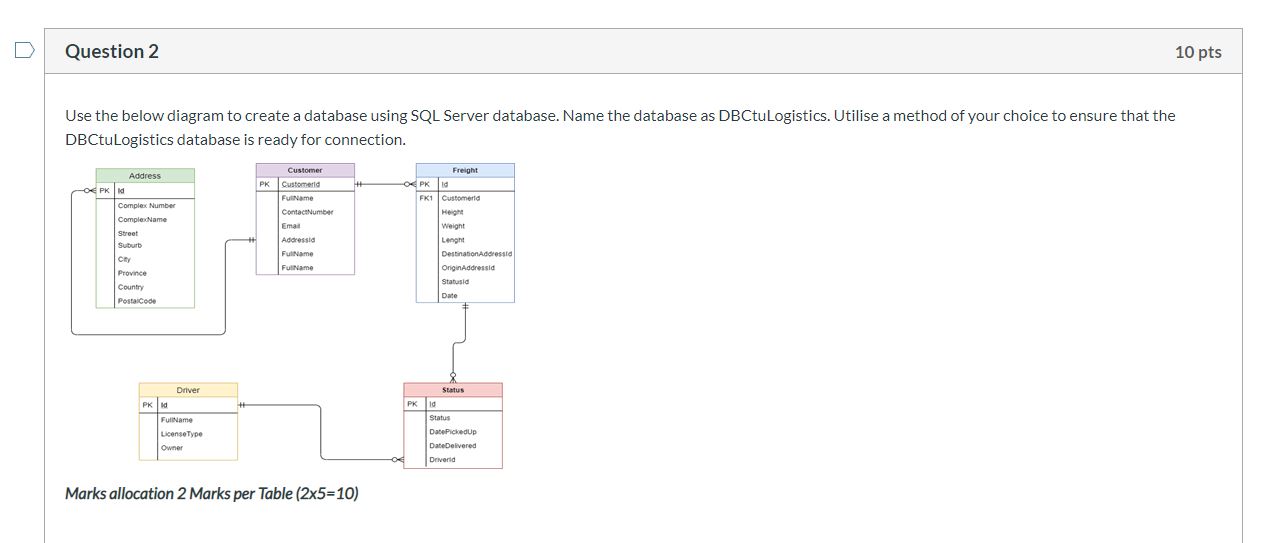 Question 2
10 pts
Use the below diagram to create a database using SQL Server database. Name the database as DBCtuLogistics. Utilise a method of your choice to ensure that the
DBCtuLogistics database is ready for connection.
Address
PK Id
Complex Number
ComplexName
Street
Suburb
City
Province
Country
PostalCode
Customer
PK CustomerId
FullName
ContactNumber
Email
AddressId
FullName
FullName
Freight
PK Id
FK1 CustomerId
Height
Weight
Lenght
DestinationAddressId
OriginAddressId
StatusId
Date
Driver
PK Id
FullName
LicenseType
Owner
Status
PK Id
Status
DatePickedUp
DateDelivered
DriverId
Marks allocation 2 Marks per Table (2x5=10)